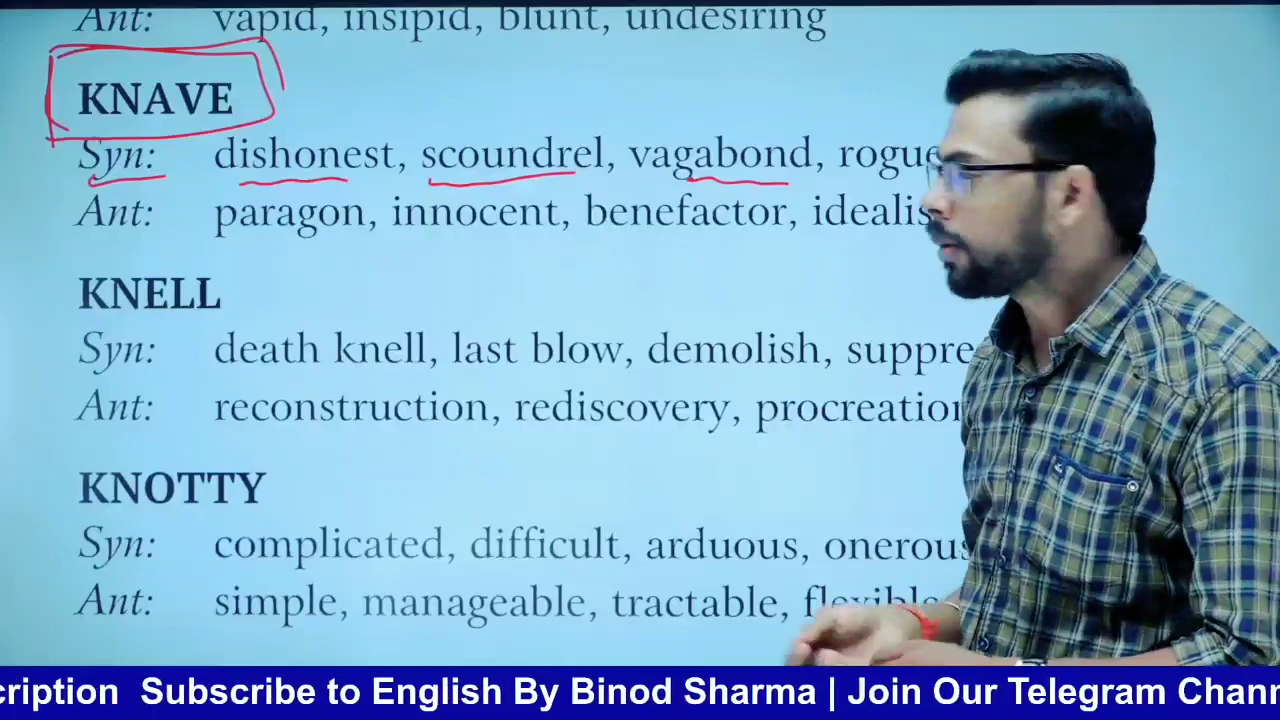 Ant: vapid, insipid, blunt, undesiring
KNAVE
Syn: dishonest, scoundrel, vagabond, rogue
Ant: paragon, innocent, benefactor,
KNELL
Syn: death knell, last blow, demolish,
Ant: reconstruction, rediscovery, procreation
KNOTTY
Syn: complicated, difficult, arduous, onerous
Ant: simple, manageable, tractable, flexible
cription Subscribe to English By Binod Sharma | Join Our Telegram Chann